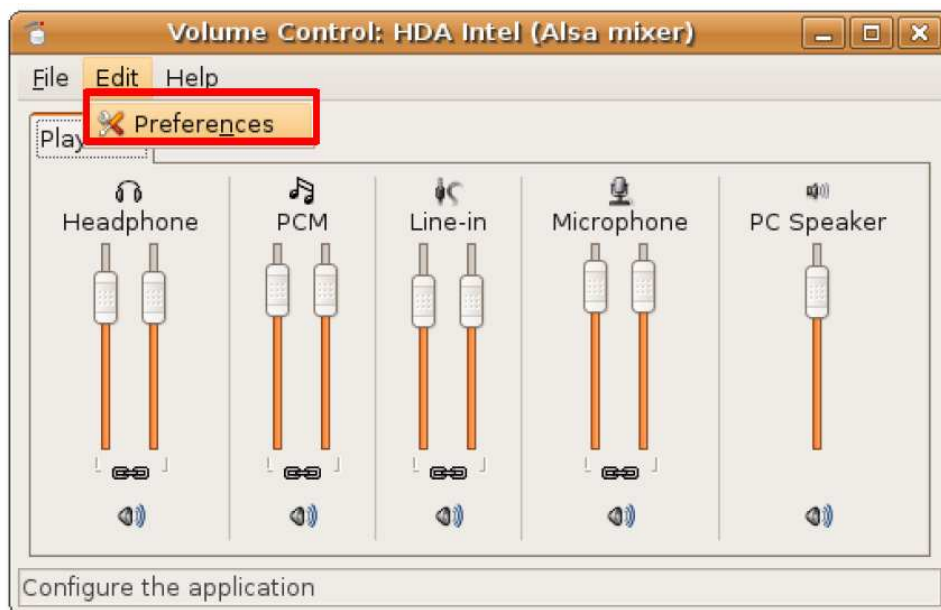 Volume Control: HDA Intel (Alsa mixer)
File Edit Help
Preferences
Play
Headphone PCM Line-in Microphone PC Speaker
Configure the application